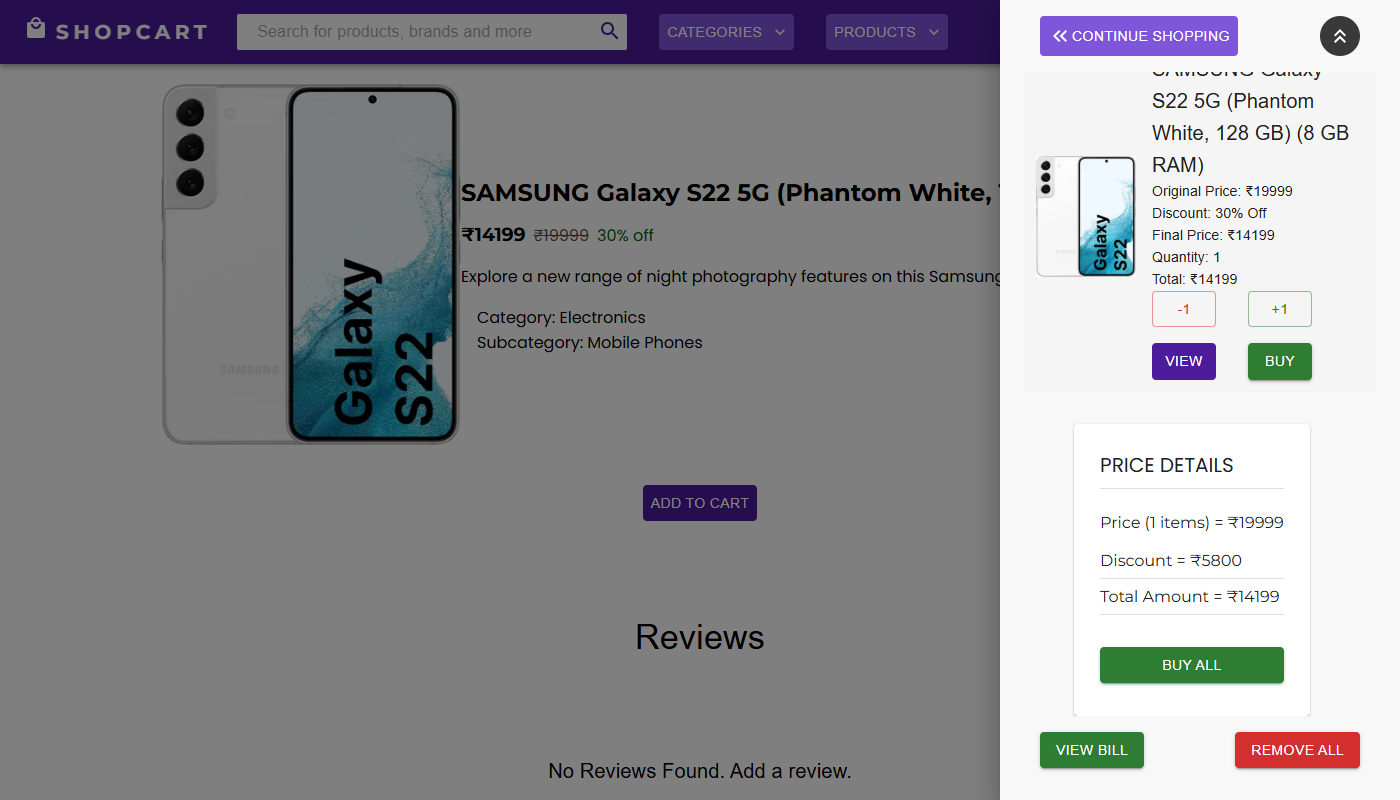 SHOPCART
Search for products, brands and more
CATEGORIES
PRODUCTS
SAMSUNG
Galaxy
S22
SAMSUNG Galaxy S22 5G (Phantom White,
₹14199 ₹19999 30% off
Explore a new range of night photography features on this Samsung
Category: Electronics
Subcategory: Mobile Phones
ADD TO CART
Reviews
No Reviews Found. Add a review.
CONTINUE SHOPPING
SAMSUNG Galaxy
S22 5G (Phantom
White, 128 GB) (8 GB
RAM)
Galaxy
S22
Original Price: ₹19999
Discount: 30% Off
Final Price: ₹14199
Quantity: 1
Total: ₹14199
-1
+1
VIEW
BUY
PRICE DETAILS
Price (1 items) = ₹19999
Discount = ₹5800
Total Amount = ₹14199
BUY ALL
VIEW BILL
REMOVE ALL